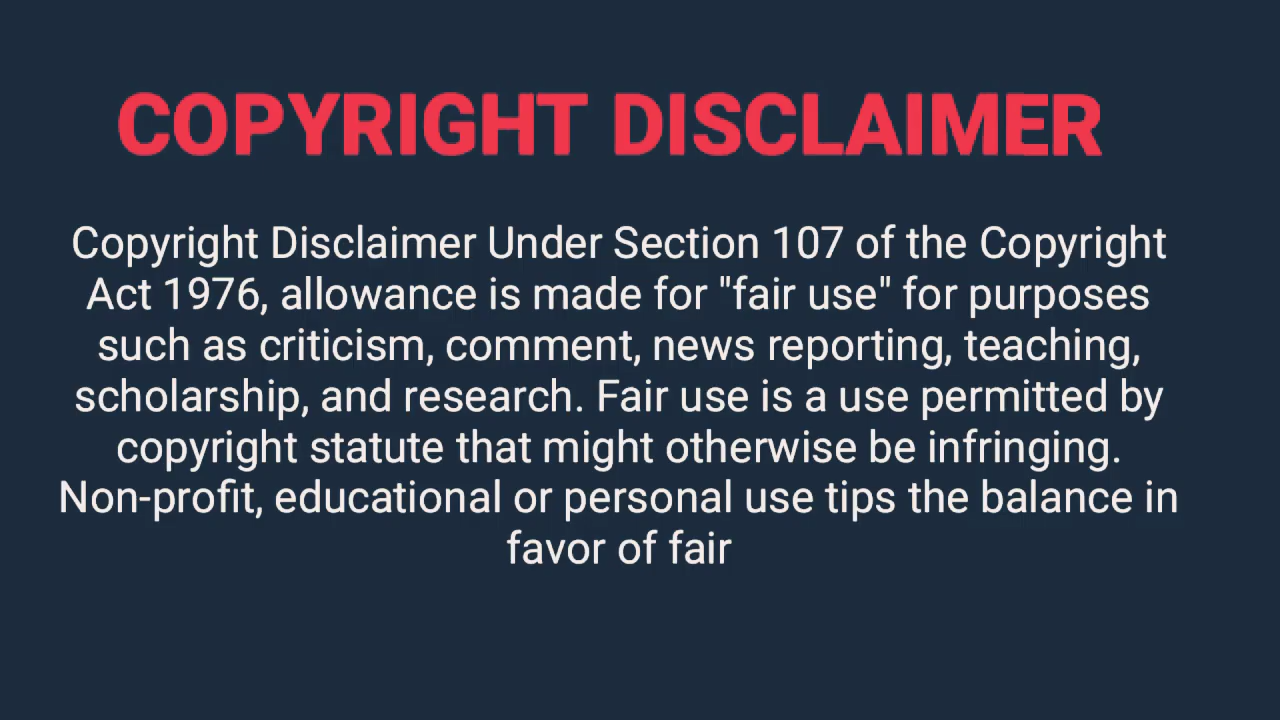 COPYRIGHT DISCLAIMER
Copyright Disclaimer Under Section 107 of the Copyright
Act 1976, allowance is made for "fair use" for purposes
such as criticism, comment, news reporting, teaching,
scholarship, and research. Fair use is a use permitted by
copyright statute that might otherwise be infringing.
Non-profit, educational or personal use tips the balance in
favor of fair